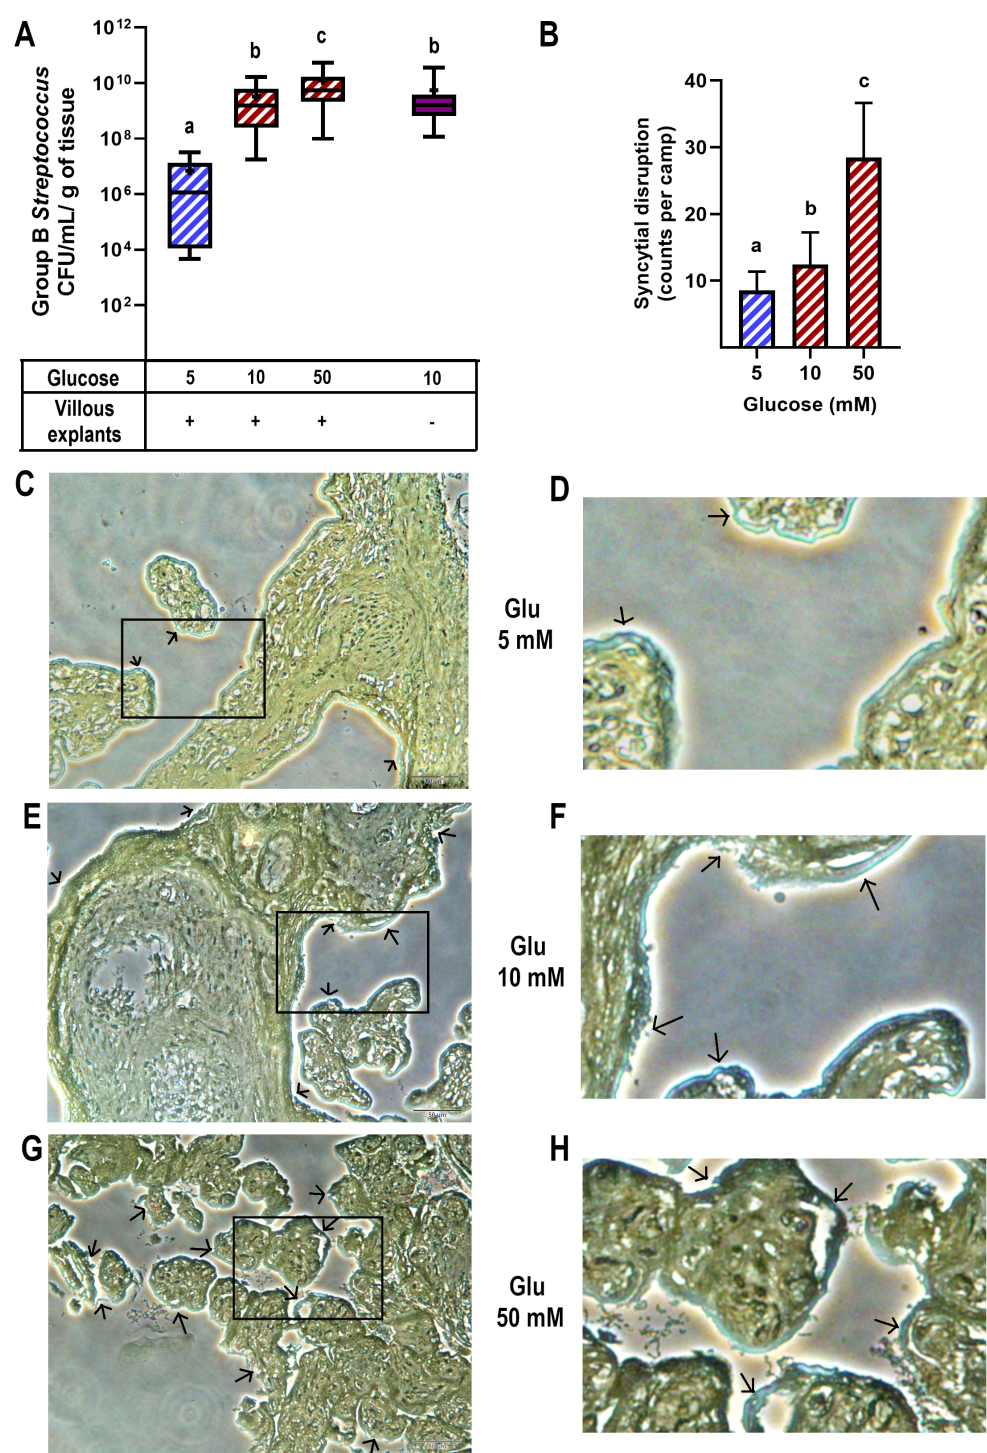 A
Group B Streptococcus
CFU/mL/ g of tissue
10¹²
10¹⁰
10⁸
10⁶
10⁴
10²
a
b
c
b
Glucose 5 10 50 10
Villous
explants + + + -
B
Syncytial disruption
(counts per camp)
40
30
20
10
a
b
c
5 10 50
Glucose (mM)
C
D
Glu
5 mM
E
50 µm
F
Glu
10 mM
G
H
Glu
50 mM